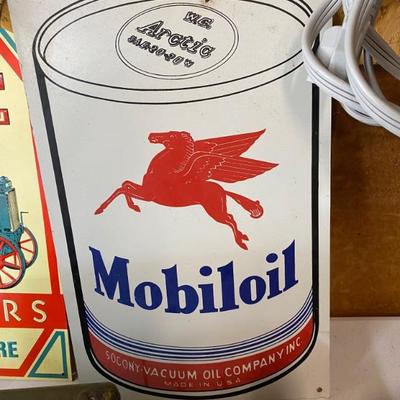 Arctic
Mobiloil
SOCONY-VACUUM OIL COMPANY INC.
MADE IN U.S.A.
E
RS
RE